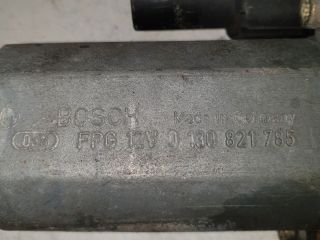 BOSCH Made in Germany
FPG 12V 0 130 821 765